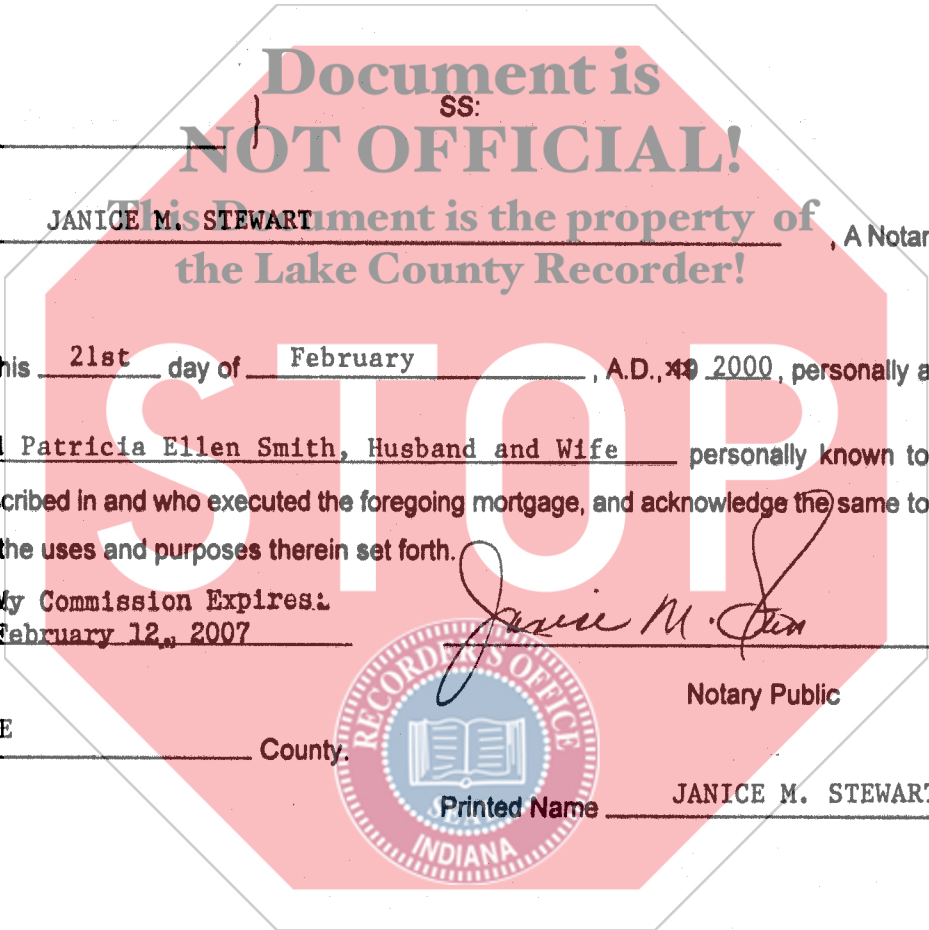 Document is
SS:
NOT OFFICIAL!
JANICE M. STEWART
This Document is the property of
, A Notar
the Lake County Recorder!
his 21st day of February , A.D., 19 2000 , personally a
STOP
Patricia Ellen Smith, Husband and Wife personally known to
cribed in and who executed the foregoing mortgage, and acknowledge the same to
the uses and purposes therein set forth.
My Commission Expires:
February 12, 2007
Janice M.
RECORDER'S OFFICE
Notary Public
E County.
SEAL
Printed Name JANICE M. STEWART
INDIANA